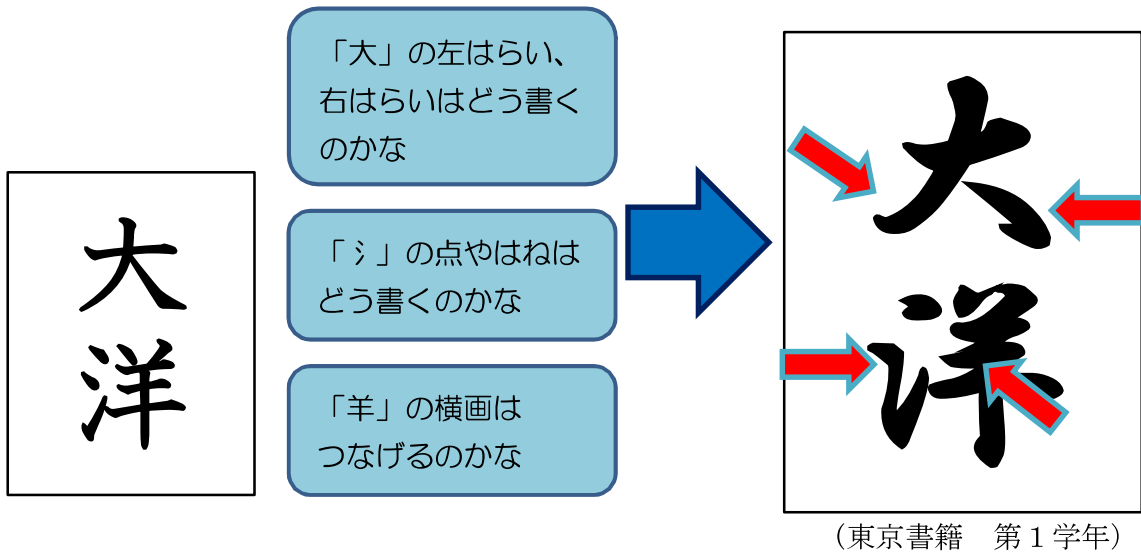 大
洋
「大」の左はらい、
右はらいはどう書く
のかな
「氵」の点やはねは
どう書くのかな
「羊」の横画は
つなげるのかな
大
洋
（東京書籍　第１学年）